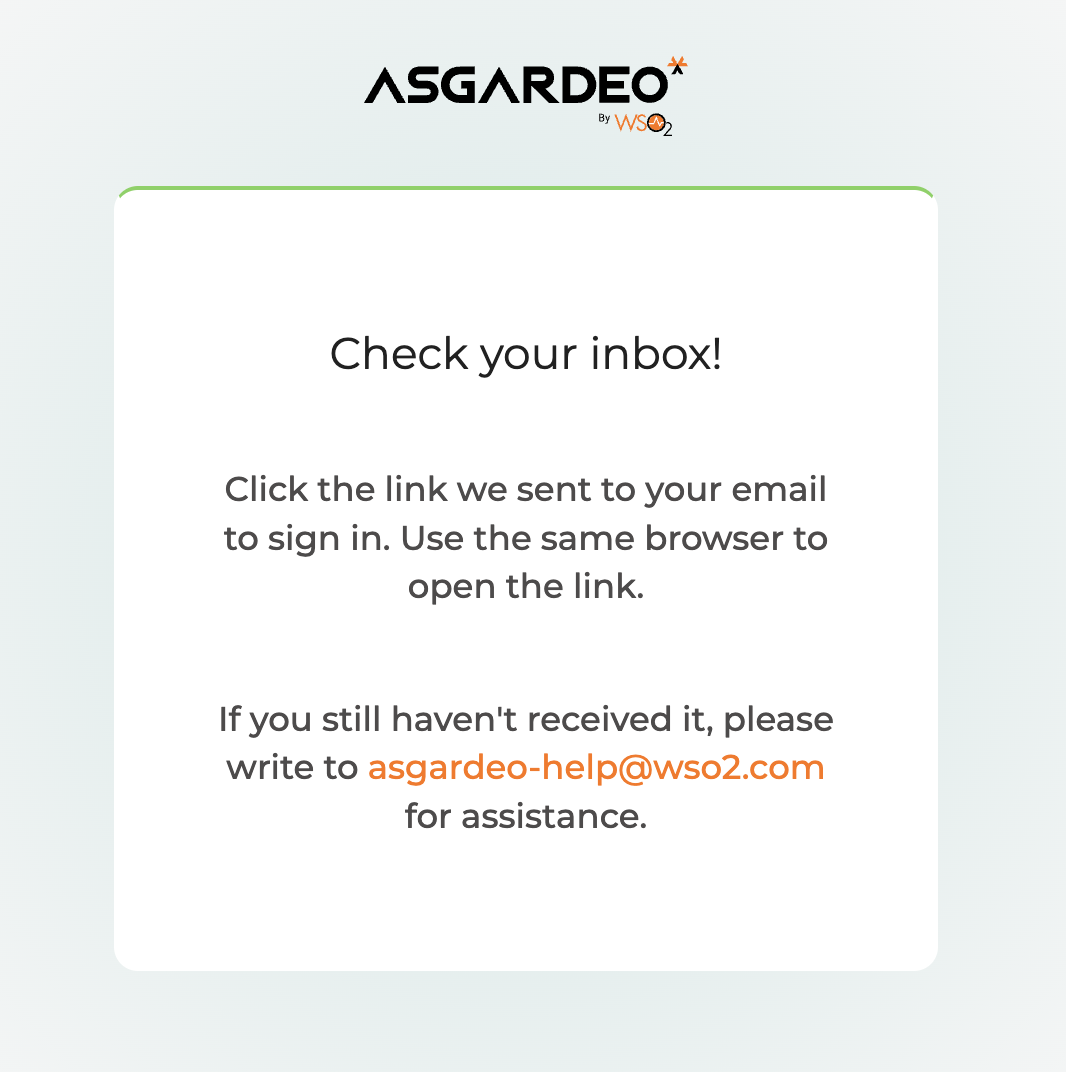 ASGARDEO
By WSO2
Check your inbox!
Click the link we sent to your email
to sign in. Use the same browser to
open the link.
If you still haven't received it, please
write to asgardeo-help@wso2.com
for assistance.